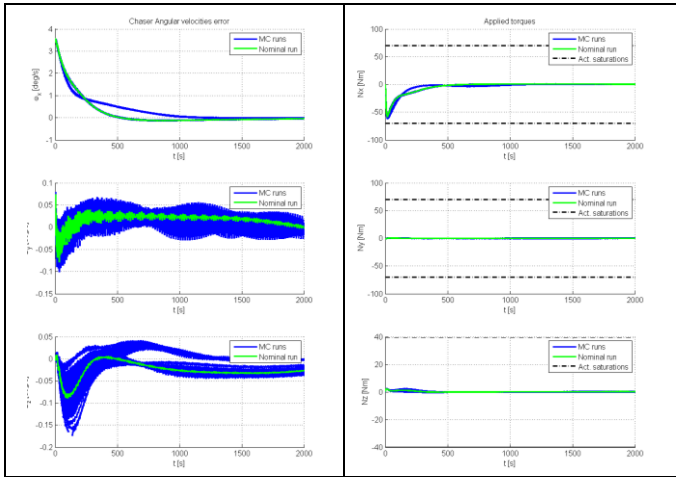 Chaser Angular velocities error
4
3
2
1
0
-1
[deg/s]
0 500 1000 1500 2000
t [s]
MC runs
Nominal run
0.1
0.05
0
-0.05
-0.1
-0.15
0 500 1000 1500 2000
t [s]
MC runs
Nominal run
0.05
0
-0.05
-0.1
-0.15
-0.2
0 500 1000 1500 2000
t [s]
MC runs
Nominal run
Applied torques
100
50
0
-50
-100
Nx [Nm]
0 500 1000 1500 2000
t [s]
MC runs
Nominal run
Act. saturations
100
50
0
-50
-100
Ny [Nm]
0 500 1000 1500 2000
t [s]
MC runs
Nominal run
Act. saturations
40
20
0
-20
-40
Nz [Nm]
0 500 1000 1500 2000
t [s]
MC runs
Nominal run
Act. saturations